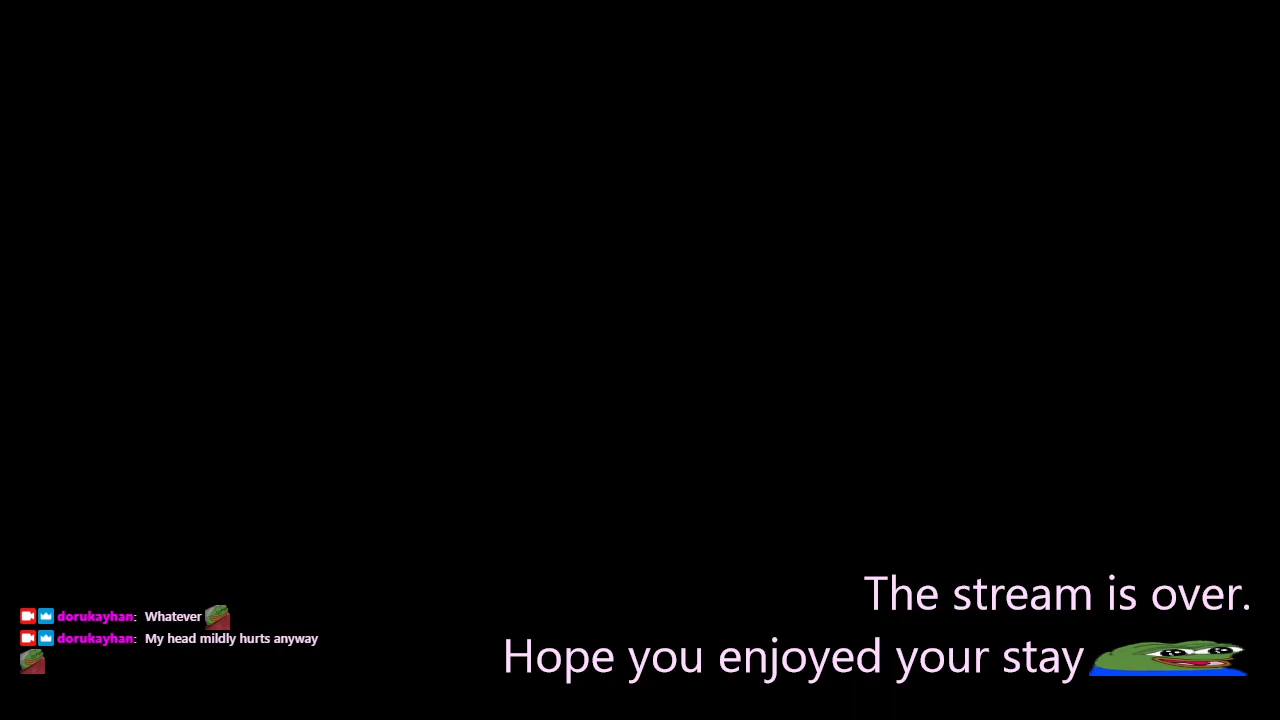 The stream is over.
Hope you enjoyed your stay
dorukayhan: Whatever
dorukayhan: My head mildly hurts anyway